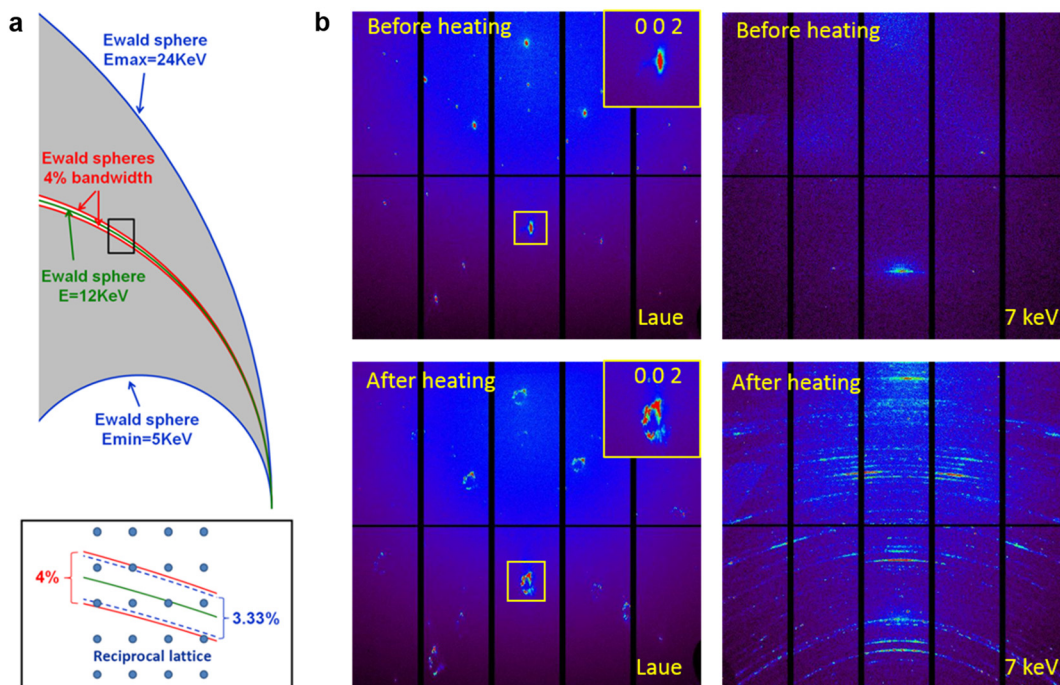 a
Ewald sphere
Emax=24KeV
Ewald spheres
4% bandwidth
Ewald sphere
E=12KeV
Ewald sphere
Emin=5KeV
4%
3.33%
Reciprocal lattice
b
Before heating
0 0 2
Laue
Before heating
7 keV
After heating
0 0 2
Laue
After heating
7 keV